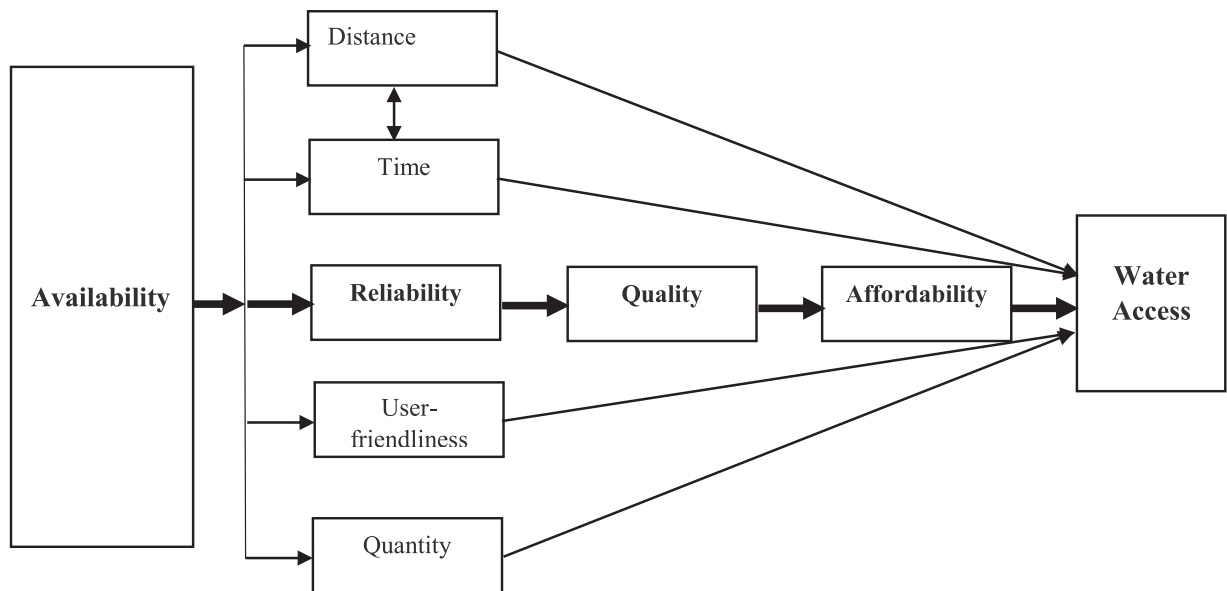 Distance
Time
Availability
Reliability
Quality
Affordability
Water
Access
User-
friendliness
Quantity